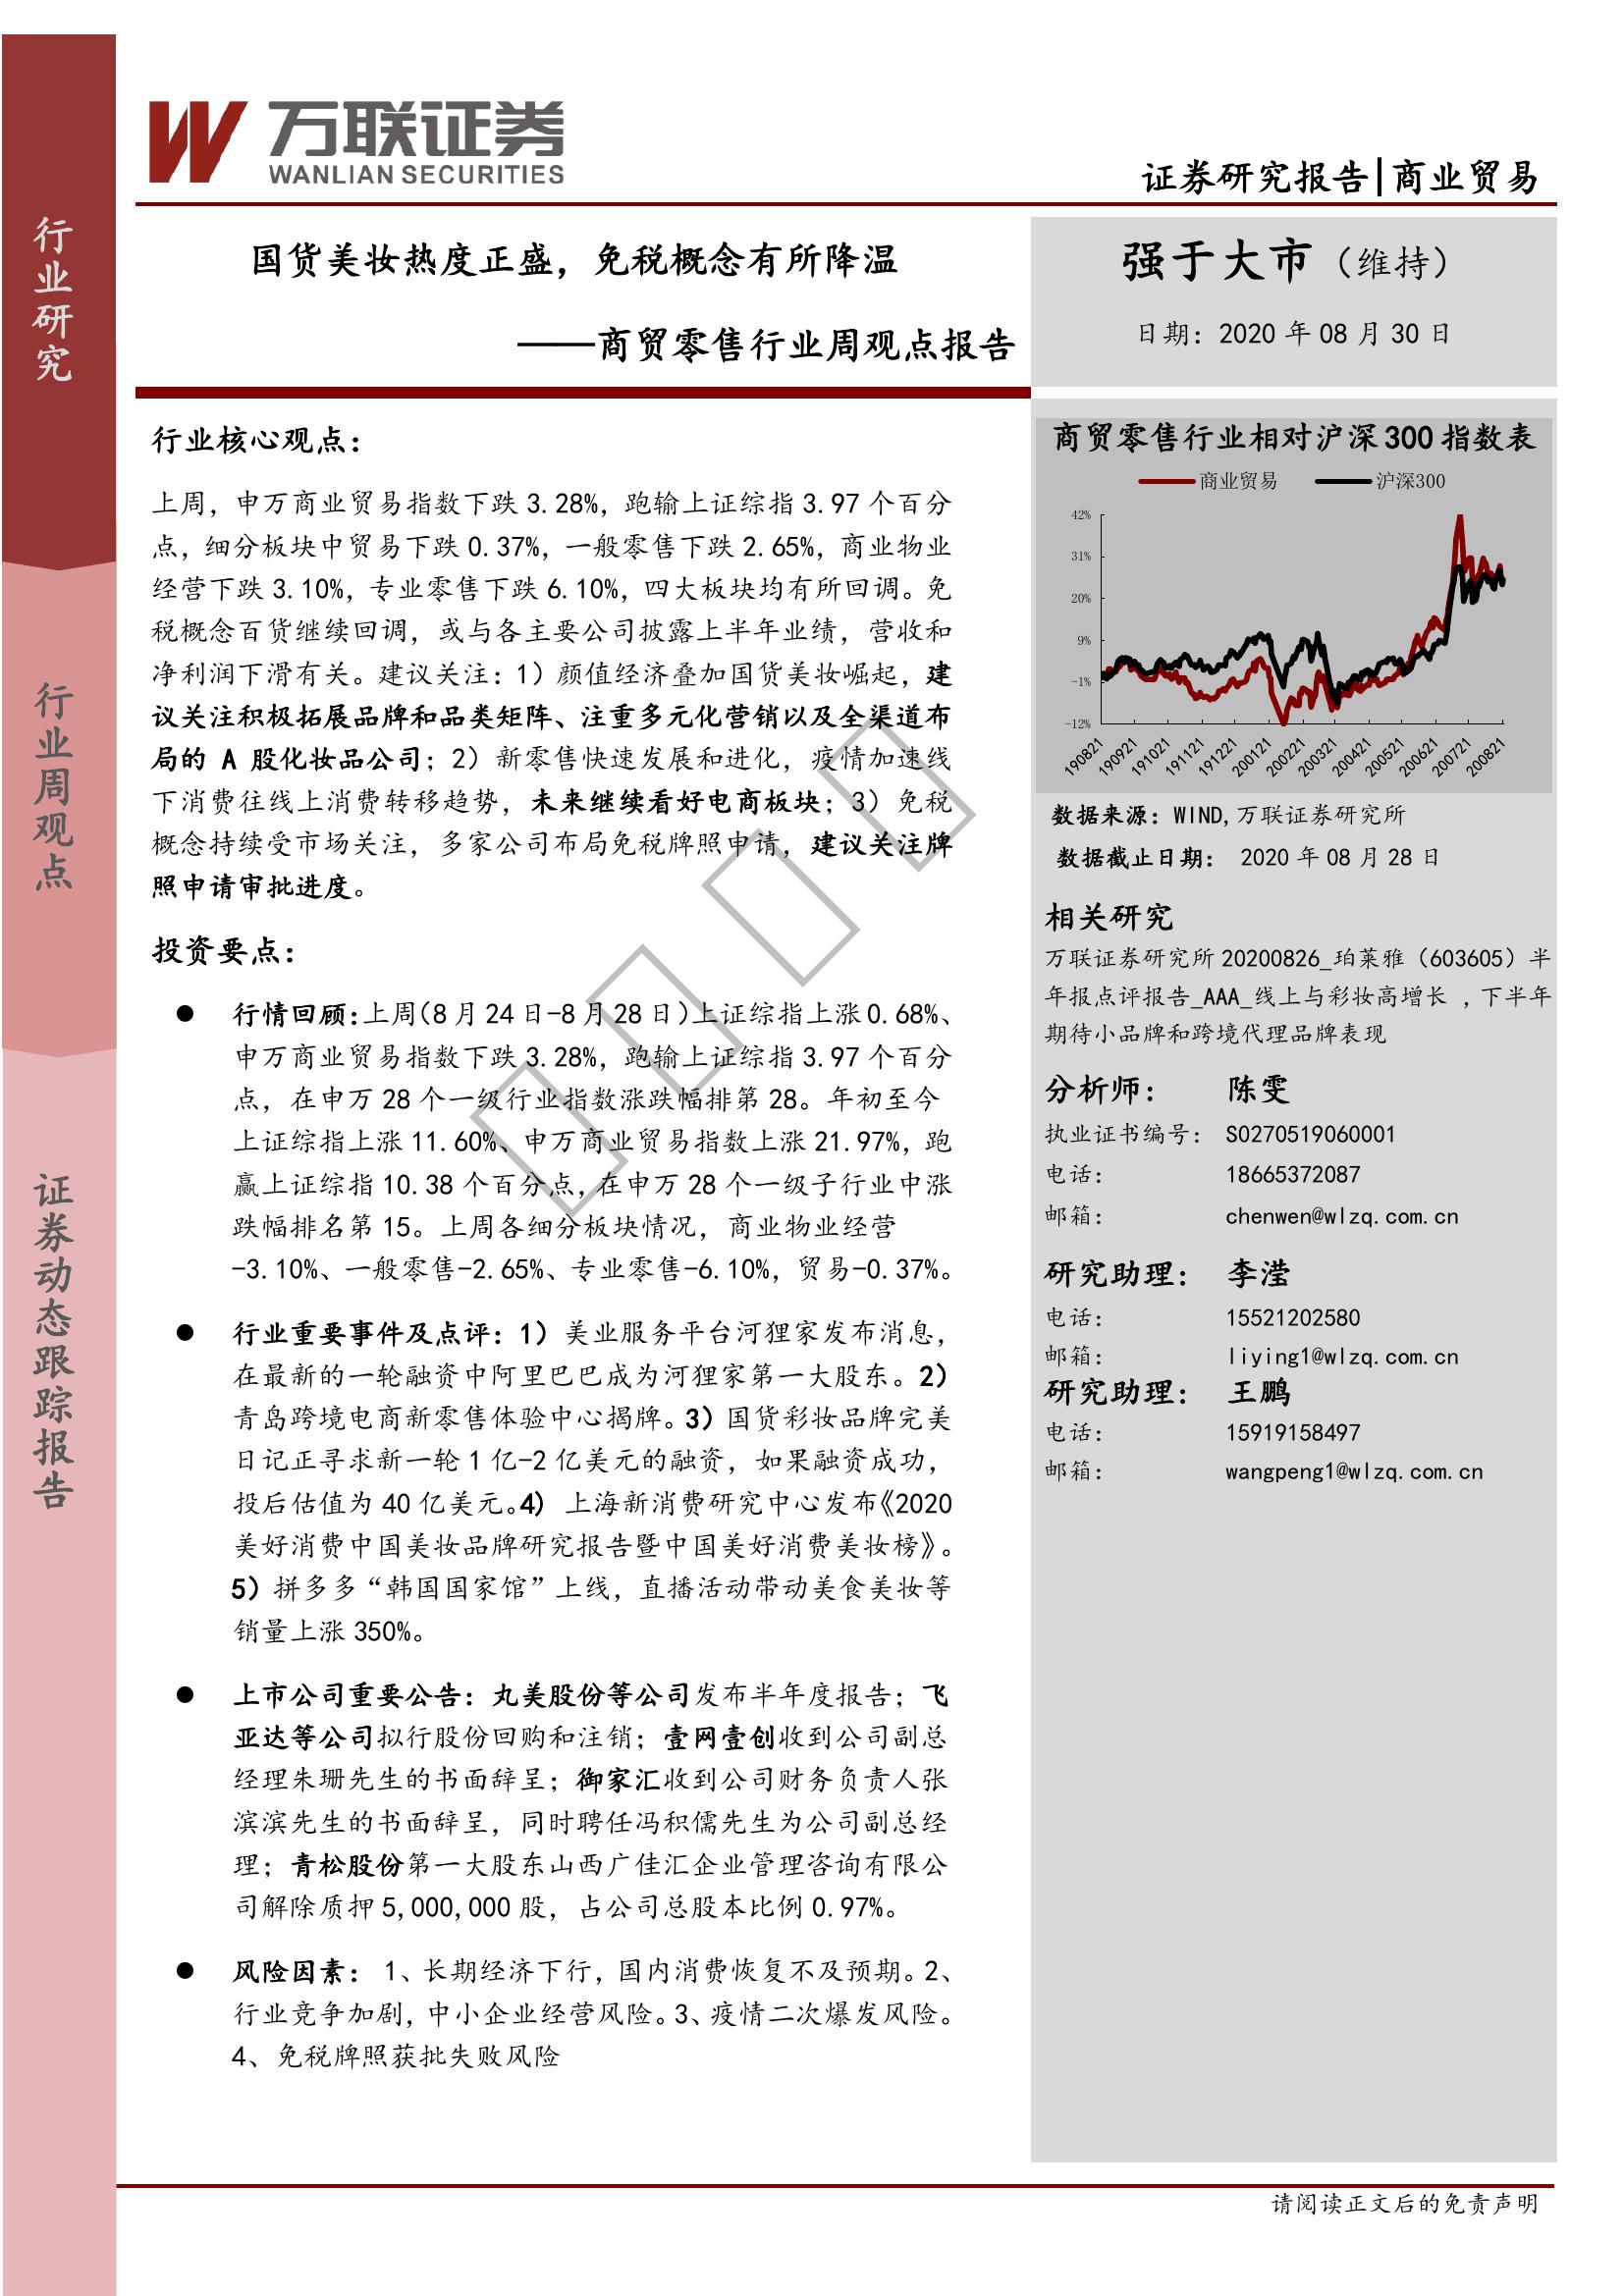 行业研究
行业周观点
证券动态跟踪报告
万联证券
WANLIAN SECURITIES
证券研究报告|商业贸易
国货美妆热度正盛，免税概念有所降温
——商贸零售行业周观点报告
强于大市（维持）
日期：2020 年 08 月 30 日
行业核心观点：
上周，申万商业贸易指数下跌 3.28%，跑输上证综指 3.97 个百分
点，细分板块中贸易下跌 0.37%，一般零售下跌 2.65%，商业物业
经营下跌 3.10%，专业零售下跌 6.10%，四大板块均有所回调。免
税概念百货继续回调，或与各主要公司披露上半年业绩，营收和
净利润下滑有关。建议关注：1）颜值经济叠加国货美妆崛起，建
议关注积极拓展品牌和品类矩阵、注重多元化营销以及全渠道布
局的 A 股化妆品公司；2）新零售快速发展和进化，疫情加速线
下消费往线上消费转移趋势，未来继续看好电商板块；3）免税
概念持续受市场关注，多家公司布局免税牌照申请，建议关注牌
照申请审批进度。
投资要点：
● 行情回顾：上周（8 月 24 日-8 月 28 日）上证综指上涨 0.68%、
申万商业贸易指数下跌 3.28%，跑输上证综指 3.97 个百分
点，在申万 28 个一级行业指数涨跌幅排第 28。年初至今
上证综指上涨 11.60%、申万商业贸易指数上涨 21.97%，跑
赢上证综指 10.38 个百分点，在申万 28 个一级子行业中涨
跌幅排名第 15。上周各细分板块情况，商业物业经营
-3.10%、一般零售-2.65%、专业零售-6.10%，贸易-0.37%。
● 行业重要事件及点评：1）美业服务平台河狸家发布消息，
在最新的一轮融资中阿里巴巴成为河狸家第一大股东。2）
青岛跨境电商新零售体验中心揭牌。3）国货彩妆品牌完美
日记正寻求新一轮 1 亿-2 亿美元的融资，如果融资成功，
投后估值为 40 亿美元。4) 上海新消费研究中心发布《2020
美好消费中国美妆品牌研究报告暨中国美好消费美妆榜》。
5）拼多多“韩国国家馆”上线，直播活动带动美食美妆等
销量上涨 350%。
● 上市公司重要公告：丸美股份等公司发布半年度报告；飞
亚达等公司拟行股份回购和注销；壹网壹创收到公司副总
经理朱珊先生的书面辞呈；御家汇收到公司财务负责人张
滨滨先生的书面辞呈，同时聘任冯积儒先生为公司副总经
理；青松股份第一大股东山西广佳汇企业管理咨询有限公
司解除质押 5,000,000 股，占公司总股本比例 0.97%。
● 风险因素： 1、长期经济下行，国内消费恢复不及预期。2、
行业竞争加剧，中小企业经营风险。3、疫情二次爆发风险。
4、免税牌照获批失败风险
商贸零售行业相对沪深 300 指数表
商业贸易 沪深300
42%
31%
20%
9%
-1%
-12%
190821 190921 191021 191121 191221 200121 200221 200321 200421 200521 200621 200721 200821
数据来源：WIND,万联证券研究所
数据截止日期： 2020 年 08 月 28 日
相关研究
万联证券研究所 20200826_珀莱雅（603605）半
年报点评报告_AAA_线上与彩妆高增长 ，下半年
期待小品牌和跨境代理品牌表现
分析师： 陈雯
执业证书编号： S0270519060001
电话： 18665372087
邮箱： chenwen@wlzq.com.cn
研究助理： 李滢
电话： 15521202580
邮箱： liying1@wlzq.com.cn
研究助理： 王鹏
电话： 15919158497
邮箱： wangpeng1@wlzq.com.cn
请阅读正文后的免责声明